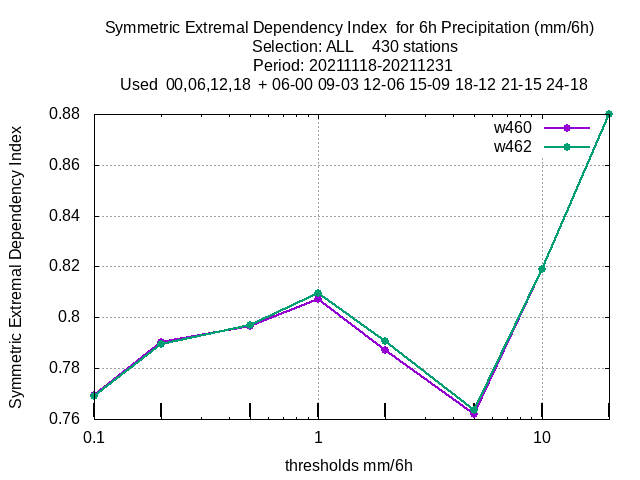 Symmetric Extremal Dependency Index  for 6h Precipitation (mm/6h)
Selection: ALL    430 stations
Period: 20211118-20211231
Used  00,06,12,18  + 06-00 09-03 12-06 15-09 18-12 21-15 24-18
w460
w462
Symmetric Extremal Dependency Index
0.88
0.86
0.84
0.82
0.8
0.78
0.76
0.1 1 10
thresholds mm/6h